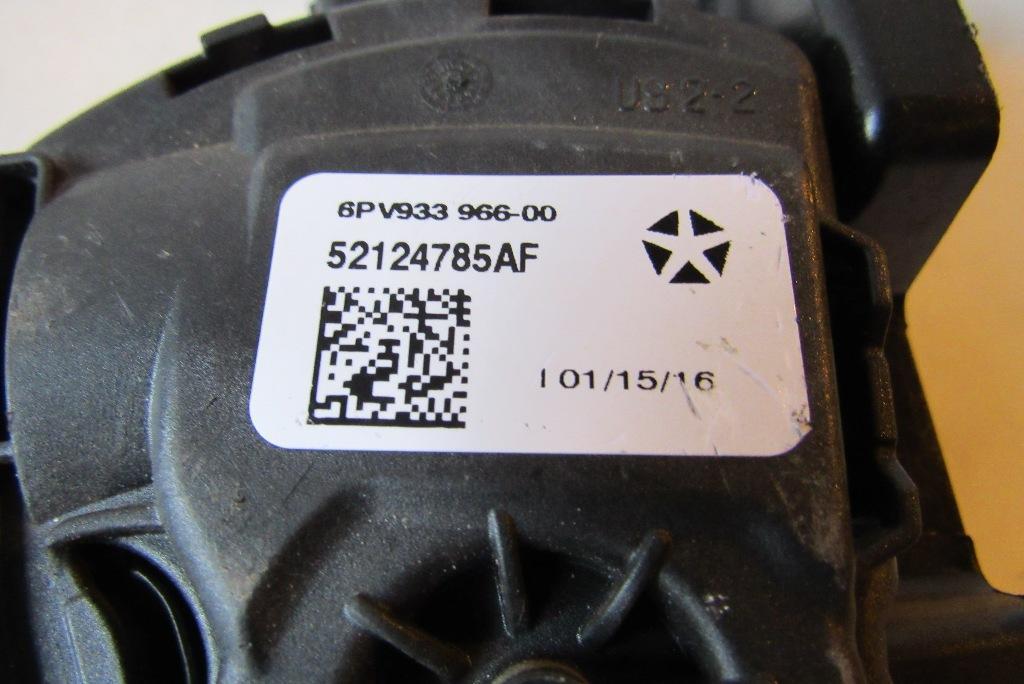 US2-2
6PV933 966-00
52124785AF
I 01/15/16